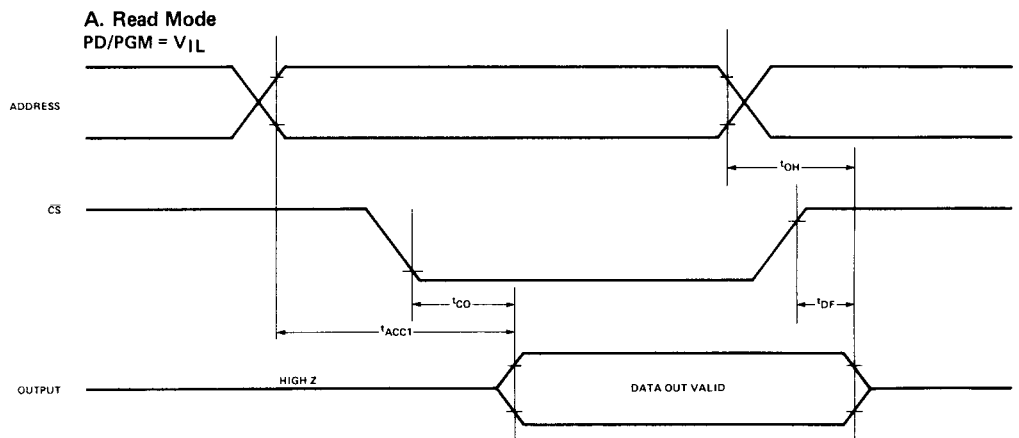 A. Read Mode
PD/PGM = VIL
ADDRESS
tOH
CS
tCO
tDF
tACC1
OUTPUT
HIGH Z
DATA OUT VALID